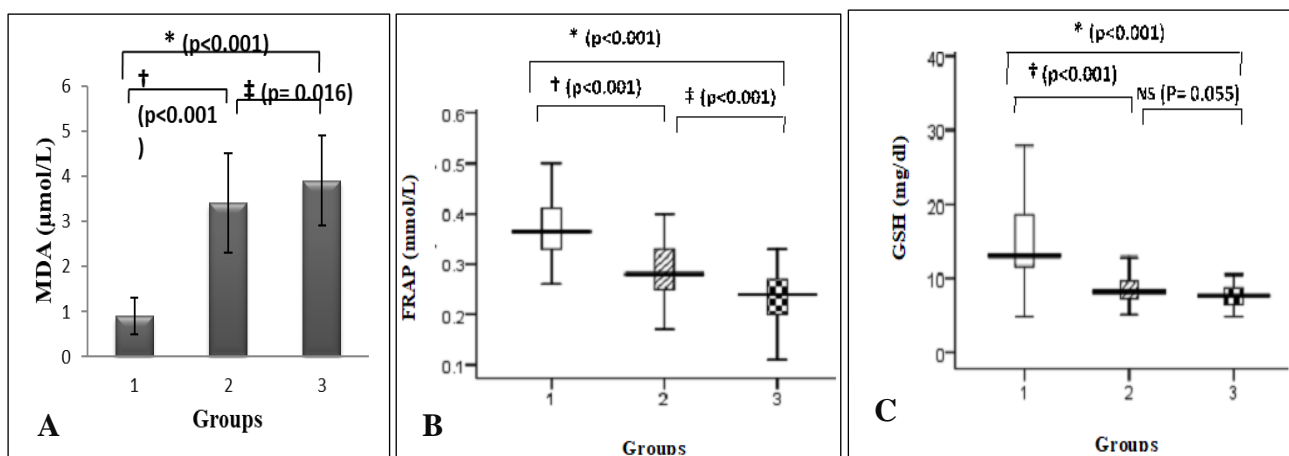 * (p<0.001)
†
(p<0.001
)
‡ (p= 0.016)
MDA (µmol/L)
6
5
4
3
2
1
0
1 2 3
Groups
A
* (p<0.001)
† (p<0.001)
‡ (p<0.001)
FRAP (mmol/L)
0.6
0.5
0.4
0.3
0.2
0.1
1 2 3
Groups
B
* (p<0.001)
‡ (p<0.001)
NS (P= 0.055)
GSH (mg/dl)
40
30
20
10
0
1 2 3
Groups
C